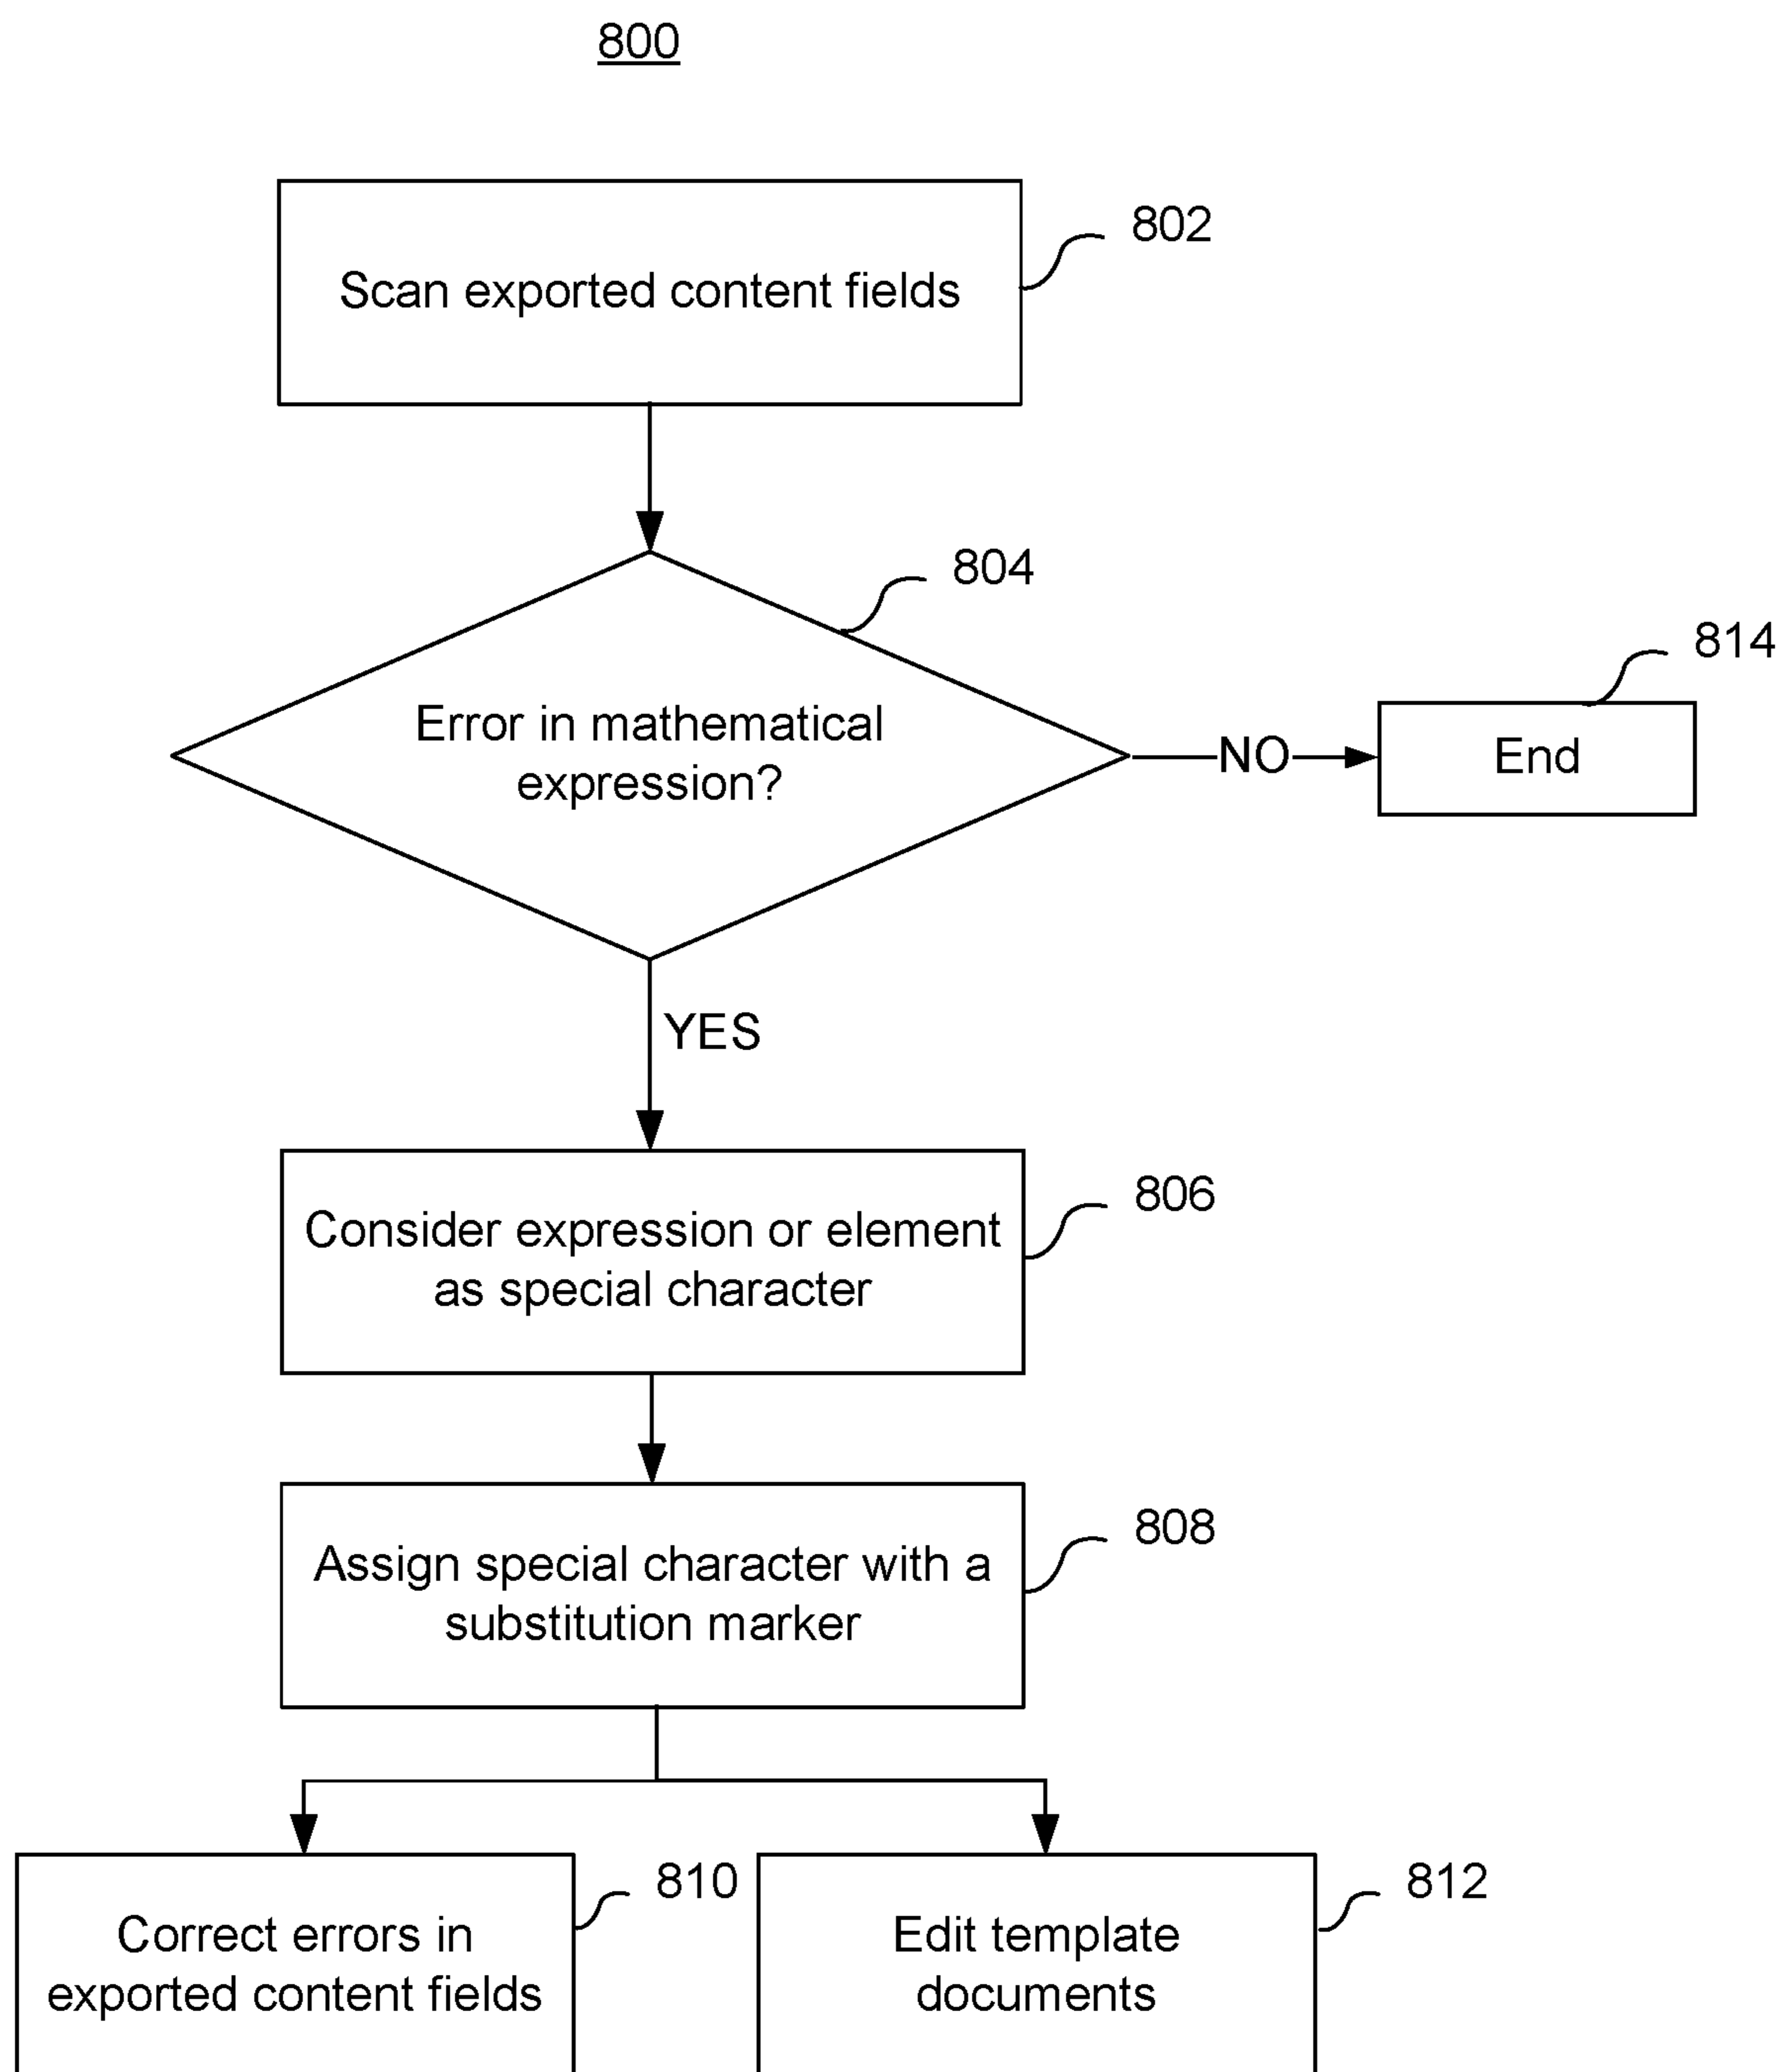 800
Scan exported content fields
802
Error in mathematical
expression?
804
NO
End
814
YES
Consider expression or element
as special character
806
Assign special character with a
substitution marker
808
Correct errors in
exported content fields
810
Edit template
documents
812